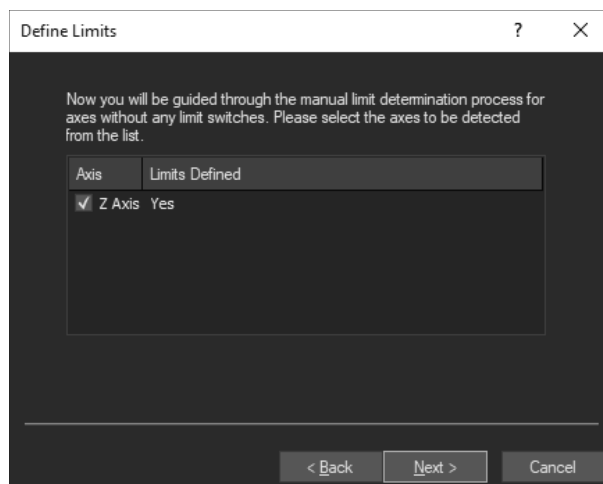 Define Limits ? ×
Now you will be guided through the manual limit determination process for
axes without any limit switches. Please select the axes to be detected
from the list.
Axis Limits Defined
Z Axis Yes
< Back Next > Cancel